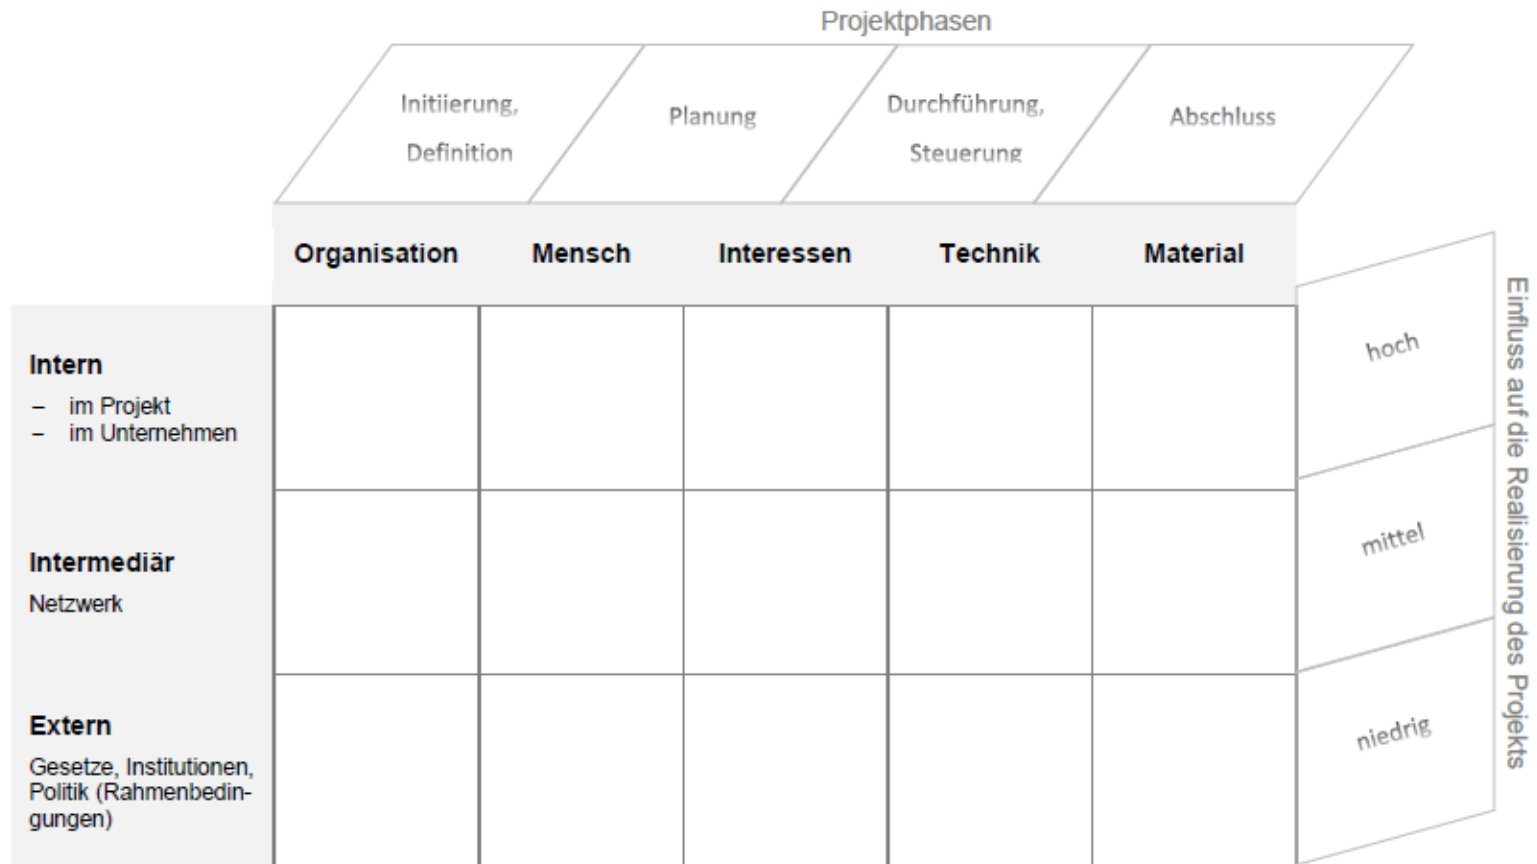 Projektphasen
Initiierung,
Definition
Planung
Durchführung,
Steuerung
Abschluss
Organisation
Mensch
Interessen
Technik
Material
Intern
– im Projekt
– im Unternehmen
Intermediär
Netzwerk
Extern
Gesetze, Institutionen,
Politik (Rahmenbedin-
gungen)
hoch
mittel
niedrig
Einfluss auf die Realisierung des Projekts